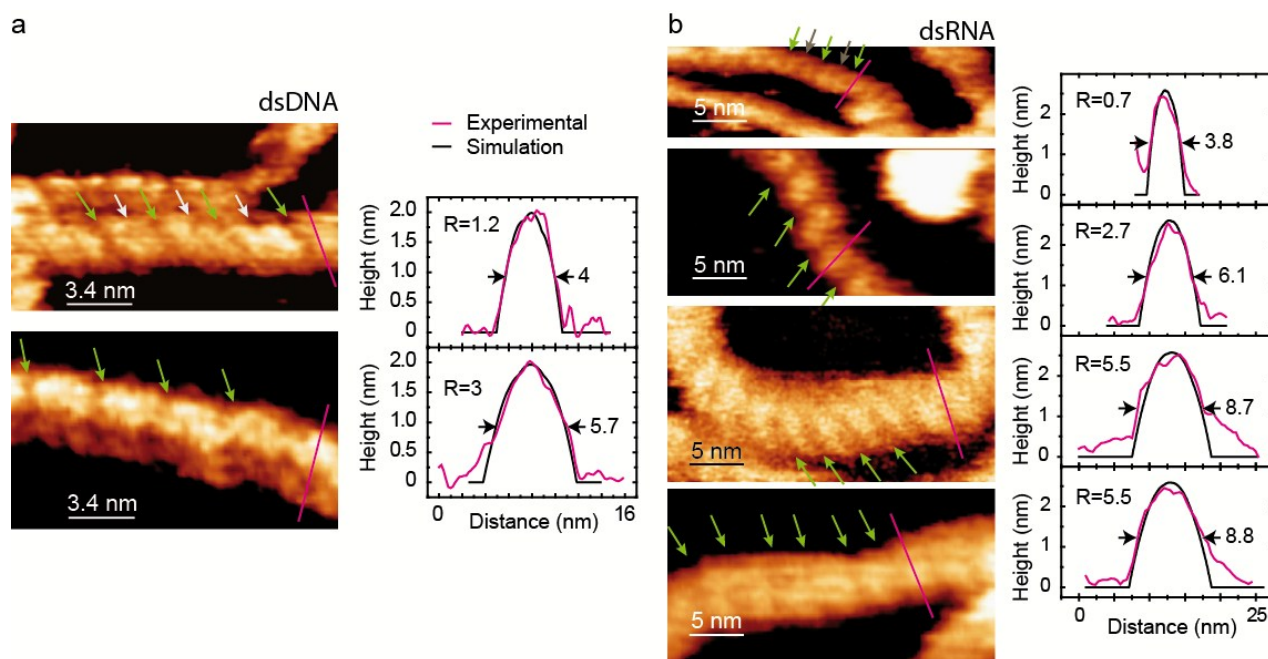 a
dsDNA
3.4 nm
3.4 nm
Experimental
Simulation
Height (nm)
2.0
1.0
0.5
0
R=1.2
4
Height (nm)
2.0
1.0
0.5
0
R=3
5.7
0
16
Distance (nm)
b
dsRNA
5 nm
5 nm
5 nm
5 nm
Height (nm)
2
1
0
R=0.7
3.8
Height (nm)
2
1
0
R=2.7
6.1
Height (nm)
2
1
0
R=5.5
8.7
Height (nm)
2
1
0
R=5.5
8.8
0
25
Distance (nm)